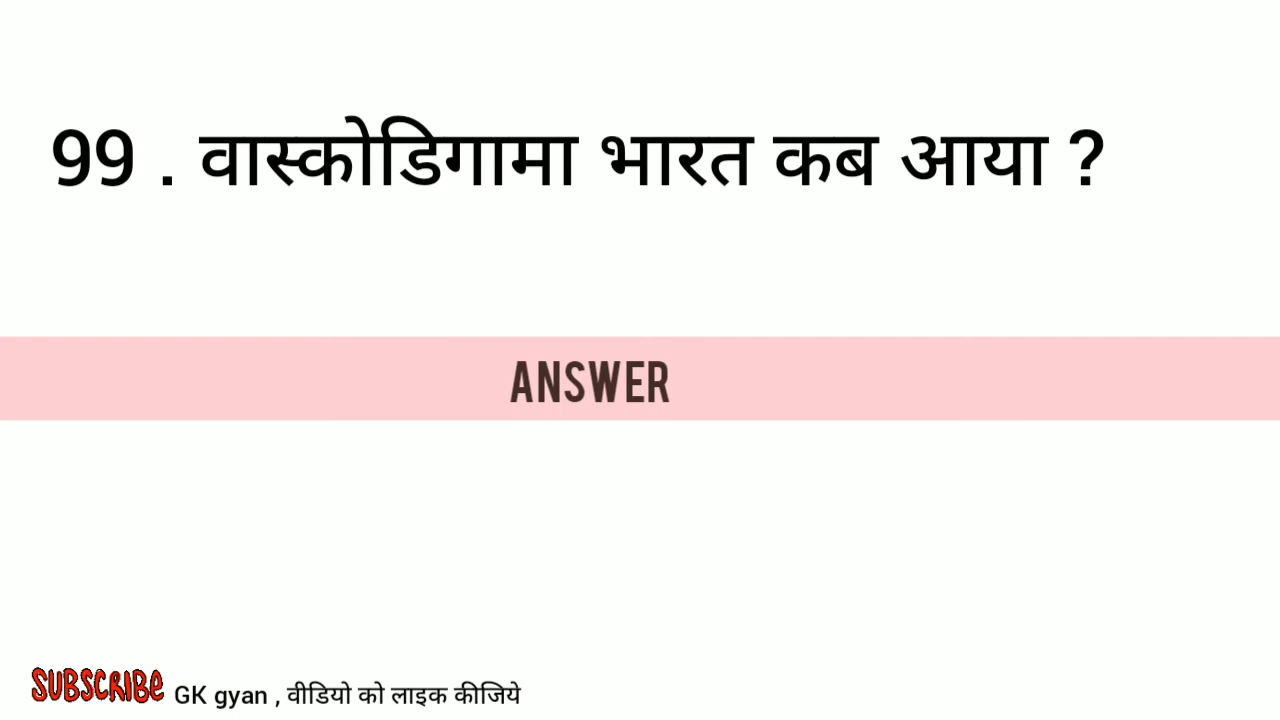 99 . वास्कोडिगामा भारत कब आया ?
ANSWER
SUBSCRIBE GK gyan , वीडियो को लाइक कीजिये